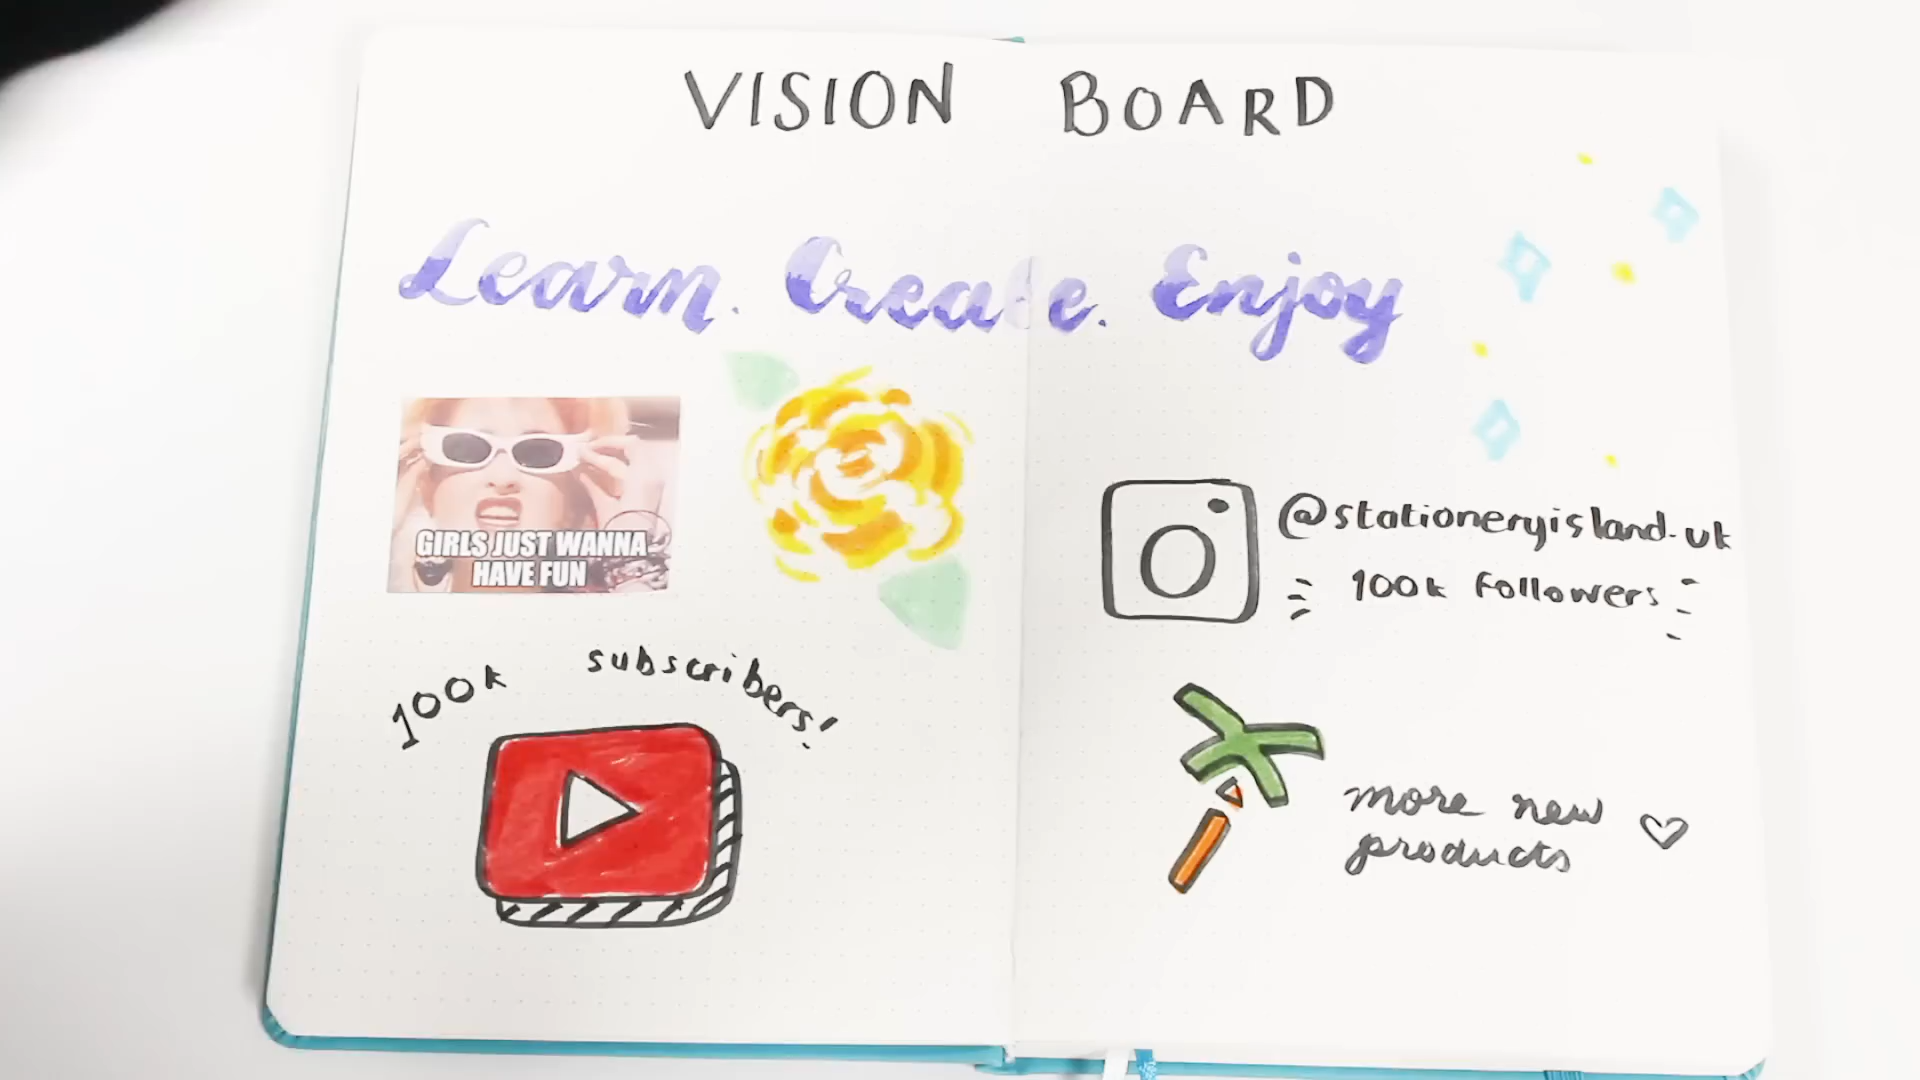 VISION BOARD
Learn. Create. Enjoy
GIRLS JUST WANNA
HAVE FUN
@stationeryisland.uk
100k followers
100k subscribers!
more new
products